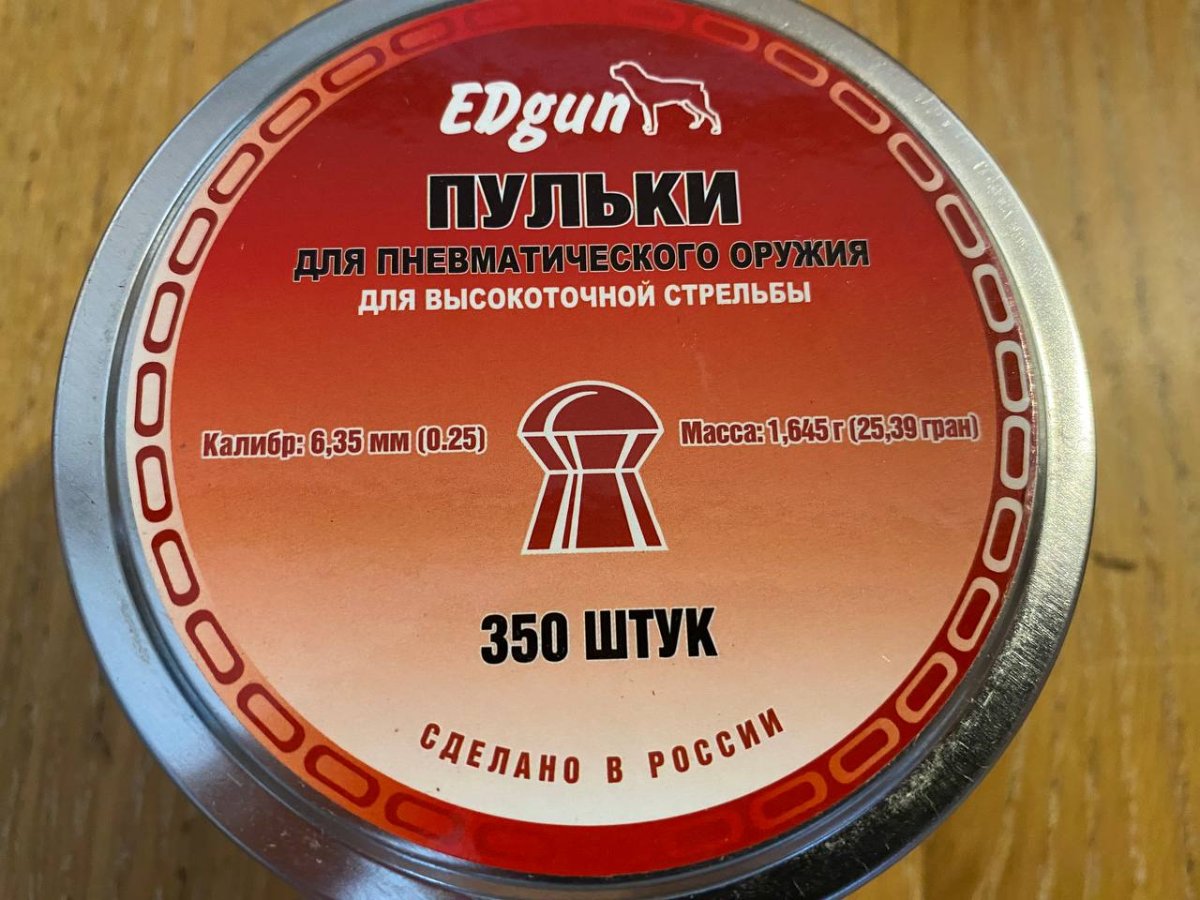 EDgun
ПУЛЬКИ
ДЛЯ ПНЕВМАТИЧЕСКОГО ОРУЖИЯ
ДЛЯ ВЫСОКОТОЧНОЙ СТРЕЛЬБЫ
Калибр: 6,35 мм (0.25)
Масса: 1,645 г (25,39 гран)
350 ШТУК
СДЕЛАНО В РОССИИ